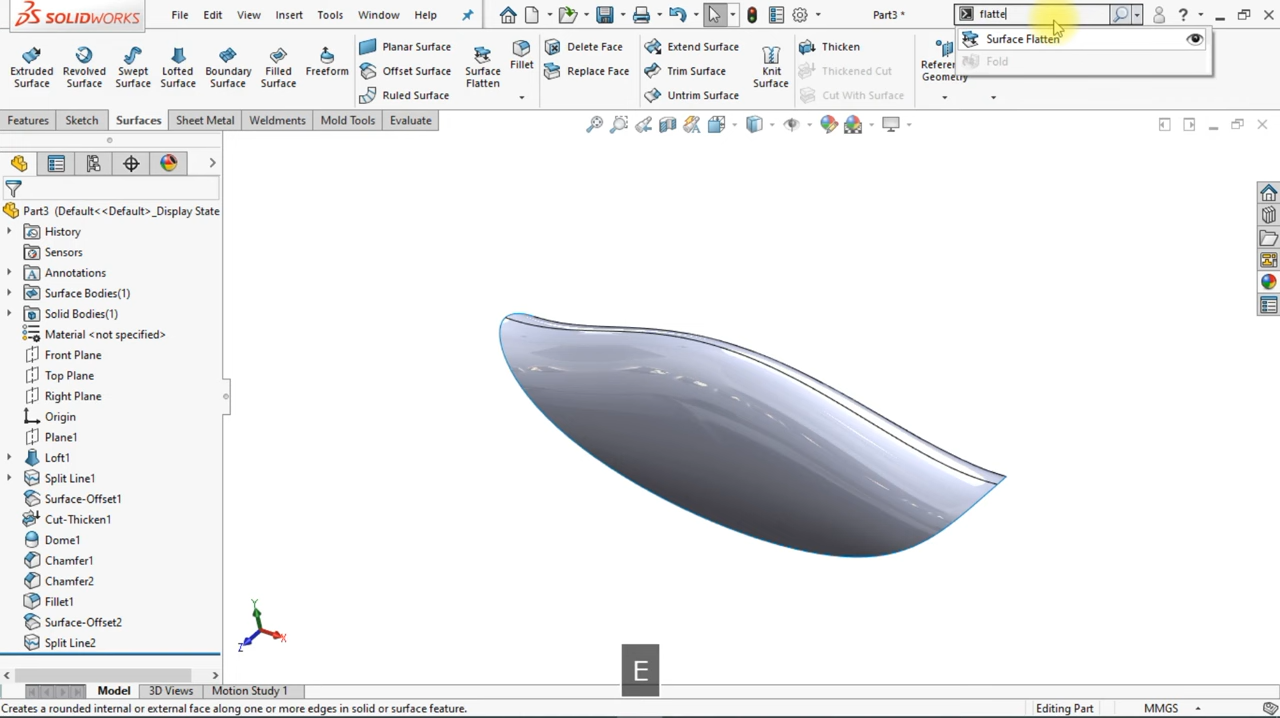 SOLIDWORKS File Edit View Insert Tools Window Help Part3 * flatte
Surface Flatten
Fold
Extruded Surface
Revolved Surface
Swept Surface
Lofted Surface
Boundary Surface
Filled Surface
Freeform
Planar Surface
Offset Surface
Ruled Surface
Surface Flatten
Fillet
Delete Face
Replace Face
Extend Surface
Trim Surface
Untrim Surface
Knit Surface
Thicken
Thickened Cut
Cut With Surface
Referen
Geometry
Features Sketch Surfaces Sheet Metal Weldments Mold Tools Evaluate
Part3 (Default<<Default>_Display State
History
Sensors
Annotations
Surface Bodies(1)
Solid Bodies(1)
Material <not specified>
Front Plane
Top Plane
Right Plane
Origin
Plane1
Loft1
Split Line1
Surface-Offset1
Cut-Thicken1
Dome1
Chamfer1
Chamfer2
Fillet1
Surface-Offset2
Split Line2
Y
Z X
E
Model 3D Views Motion Study 1
Creates a rounded internal or external face along one or more edges in solid or surface feature. Editing Part MMGS